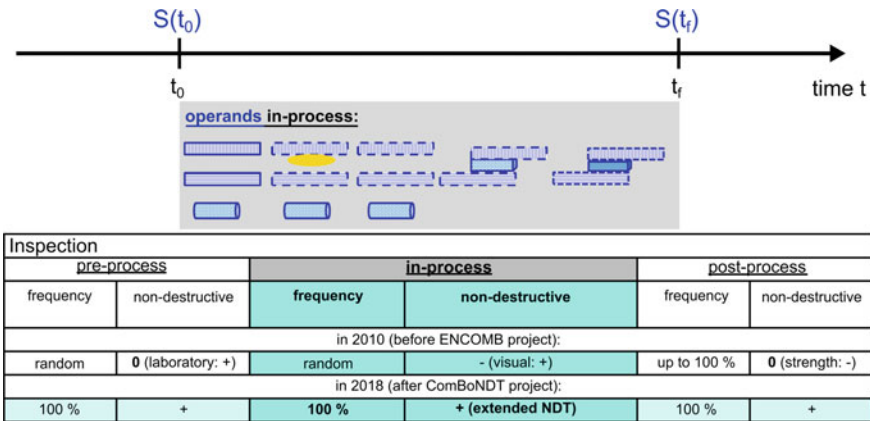 S(t0) S(tf)
t0 tf time t
operands in-process:
Inspection
pre-process in-process post-process
frequency non-destructive frequency non-destructive frequency non-destructive
in 2010 (before ENCOMB project):
random 0 (laboratory: +) random - (visual: +) up to 100 % 0 (strength: -)
in 2018 (after ComBoNDT project):
100 % + 100 % + (extended NDT) 100 % +